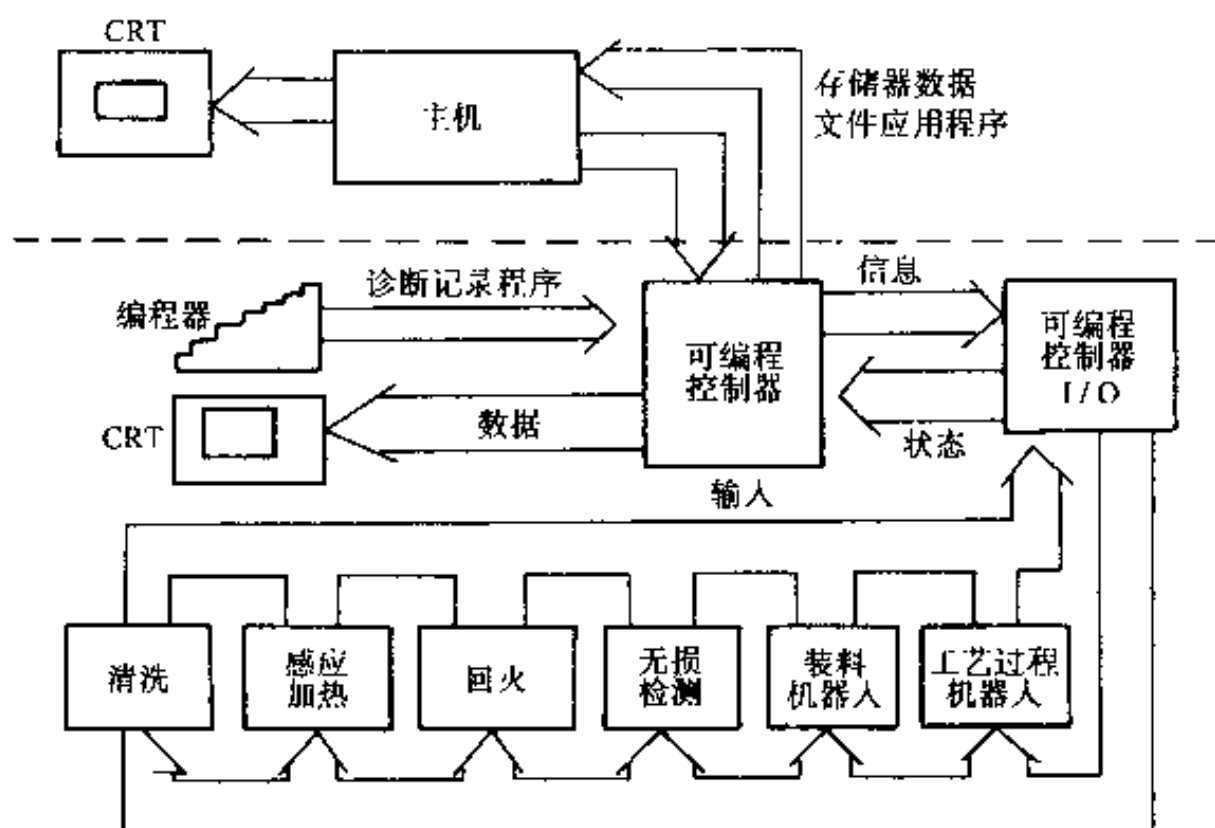 CRT
主机
存储器数据
文件应用程序
编程器
诊断记录程序
信息
可编程
控制器
可编程
控制器
I/O
CRT
数据
状态
输入
清洗
感应
加热
回火
无损
检测
装料
机器人
工艺过程
机器人